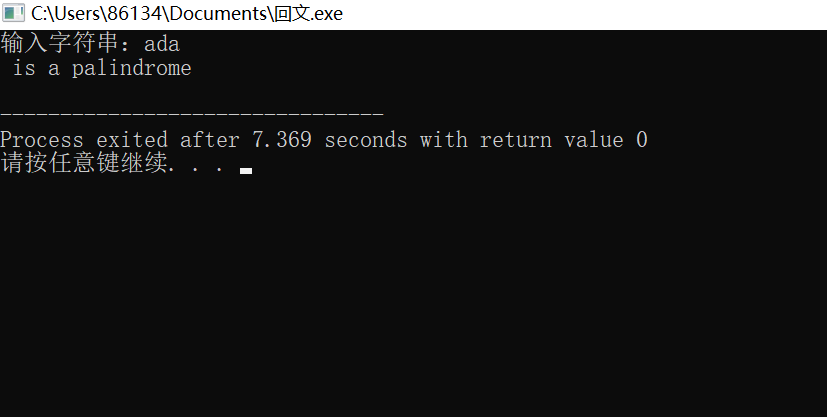 C:\Users\86134\Documents\回文.exe
输入字符串：ada
 is a palindrome
--------------------------------
Process exited after 7.369 seconds with return value 0
请按任意键继续. . .